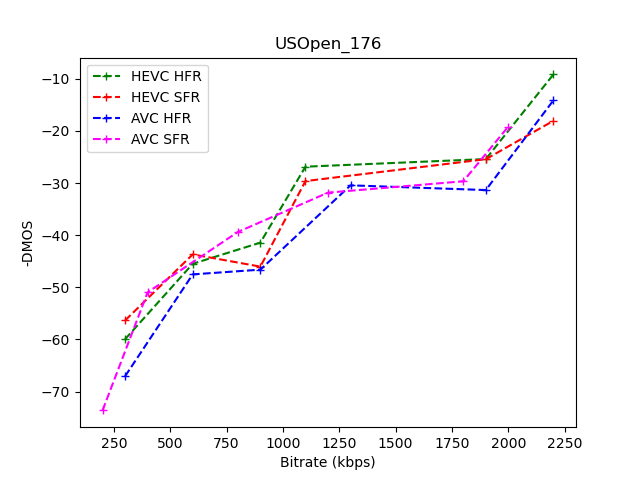 USOpen_176
HEVC HFR
HEVC SFR
AVC HFR
AVC SFR
−10
−20
−30
−40
−50
−60
−70
-DMOS
250
500
750
1000
1250
1500
1750
2000
2250
Bitrate (kbps)